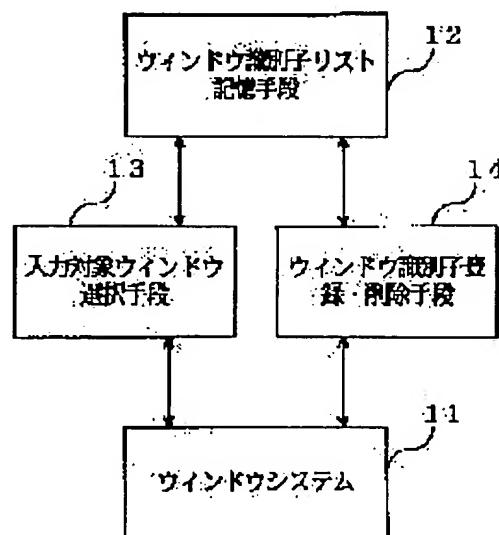 12
ウィンドウ識別子リスト
記憶手段
13
14
入力対象ウィンドウ
選択手段
ウィンドウ識別子登
録・削除手段
11
ウィンドウシステム